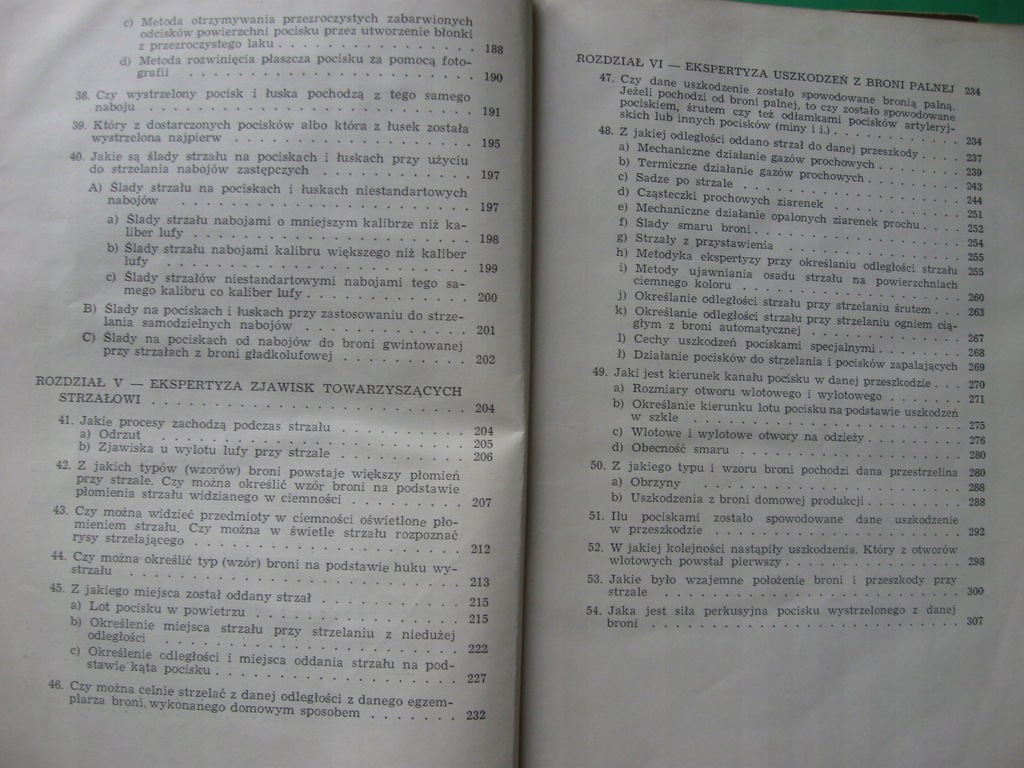 c) Metoda otrzymywania przezroczystych zabarwionych
odcisków powierzchni pocisku przez utworzenie błonki
z przezroczystego laku . . . . . . . . . . . . . . . . 188
d) Metoda rozwinięcia płaszcza pocisku za pomocą foto-
grafii . . . . . . . . . . . . . . . . . . . . . . 190
38. Czy wystrzelony pocisk i łuska pochodzą z tego samego
naboju . . . . . . . . . . . . . . . . . . . . . . . 191
39. Który z dostarczonych pocisków albo która z łusek została
wystrzelona najpierw . . . . . . . . . . . . . . . . 195
40. Jakie są ślady strzału na pociskach i łuskach przy użyciu
do strzelania nabojów zastępczych . . . . . . . . . . 197
A) Ślady strzału na pociskach i łuskach niestandartowych
nabojów . . . . . . . . . . . . . . . . . . . . . 197
a) Ślady strzału nabojami o mniejszym kalibrze niż ka-
liber lufy . . . . . . . . . . . . . . . . . . . . 198
b) Ślady strzału nabojami kalibru większego niż kaliber
lufy . . . . . . . . . . . . . . . . . . . . . . 199
c) Ślady strzałów niestandartowymi nabojami tego sa-
mego kalibru co kaliber lufy . . . . . . . . . . . . 200
B) Ślady na pociskach i łuskach przy zastosowaniu do strze-
lania samodzielnych nabojów . . . . . . . . . . . . 201
C) Ślady na pociskach od nabojów do broni gwintowanej
przy strzałach z broni gładkolufowej . . . . . . . . . 202
ROZDZIAŁ V — EKSPERTYZA ZJAWISK TOWARZYSZĄCYCH
STRZAŁOWI . . . . . . . . . . . . . . . . . . . . . . 204
41. Jakie procesy zachodzą podczas strzału . . . . . . . . 204
a) Odrzut . . . . . . . . . . . . . . . . . . . . . 205
b) Zjawiska u wylotu lufy przy strzale . . . . . . . . . 206
42. Z jakich typów (wzorów) broni powstaje większy płomień
przy strzale. Czy można określić wzór broni na podstawie
płomienia strzału widzianego w ciemności . . . . . . . 207
43. Czy można widzieć przedmioty w ciemności oświetlone pło-
mieniem strzału. Czy można w świetle strzału rozpoznać
rysy strzelającego . . . . . . . . . . . . . . . . . . 212
44. Czy można określić typ (wzór) broni na podstawie huku wy-
strzału . . . . . . . . . . . . . . . . . . . . . . . 213
45. Z jakiego miejsca został oddany strzał . . . . . . . . . 215
a) Lot pocisku w powietrzu . . . . . . . . . . . . . . 215
b) Określenie miejsca strzału przy strzelaniu z niedużej
odległości . . . . . . . . . . . . . . . . . . . . 222
c) Określenie odległości i miejsca oddania strzału na pod-
stawie kąta pocisku . . . . . . . . . . . . . . . . 227
46. Czy można celnie strzelać z danej odległości z danego egzem-
plarza broni wykonanego domowym sposobem . . . . . . . 232
ROZDZIAŁ VI — EKSPERTYZA USZKODZEŃ Z BRONI PALNEJ 234
47. Czy dane uszkodzenie zostało spowodowane bronią palną.
Jeżeli pochodzi od broni palnej, to czy zostało spowodowane
pociskiem, śrutem czy też odłamkami pocisków artyleryj-
skich lub innych pocisków (miny i i.) . . . . . . . . . 234
48. Z jakiej odległości oddano strzał do danej przeszkody . . . . 237
a) Mechaniczne działanie gazów prochowych . . . . . . . 239
b) Termiczne działanie gazów prochowych . . . . . . . . 243
c) Sadze po strzale . . . . . . . . . . . . . . . . . 244
d) Cząsteczki prochowych ziarenek . . . . . . . . . . . 251
e) Mechaniczne działanie opalonych ziarenek prochu . . . . 252
f) Ślady smaru broni . . . . . . . . . . . . . . . . . 254
g) Strzały z przystawienia . . . . . . . . . . . . . . 255
h) Metodyka ekspertyzy przy określaniu odległości strzału 255
i) Metody ujawniania osadu strzału na powierzchniach
ciemnego koloru . . . . . . . . . . . . . . . . . 260
j) Określanie odległości strzału przy strzelaniu śrutem . . . 263
k) Określanie odległości strzału przy strzelaniu ogniem cią-
głym z broni automatycznej . . . . . . . . . . . . 267
l) Cechy uszkodzeń pociskami specjalnymi . . . . . . . . 268
ł) Działanie pocisków do strzelania i pocisków zapalających 269
49. Jaki jest kierunek kanału pocisku w danej przeszkodzie . . . 270
a) Rozmiary otworu wlotowego i wylotowego . . . . . . . 271
b) Określanie kierunku lotu pocisku na podstawie uszkodzeń
w szkle . . . . . . . . . . . . . . . . . . . . . 275
c) Wlotowe i wylotowe otwory na odzieży . . . . . . . . 276
d) Obecność smaru . . . . . . . . . . . . . . . . . . 280
50. Z jakiego typu i wzoru broni pochodzi dana przestrzelina 280
a) Obrzyny . . . . . . . . . . . . . . . . . . . . . 288
b) Uszkodzenia z broni domowej produkcji . . . . . . . . 288
51. Ilu pociskami zostało spowodowane dane uszkodzenie
w przeszkodzie . . . . . . . . . . . . . . . . . . . 292
52. W jakiej kolejności nastąpiły uszkodzenia. Który z otworów
wlotowych powstał pierwszy . . . . . . . . . . . . . . 298
53. Jakie było wzajemne położenie broni i przeszkody przy
strzale . . . . . . . . . . . . . . . . . . . . . . . 300
54. Jaka jest siła perkusyjna pocisku wystrzelonego z danej
broni . . . . . . . . . . . . . . . . . . . . . . . . 307